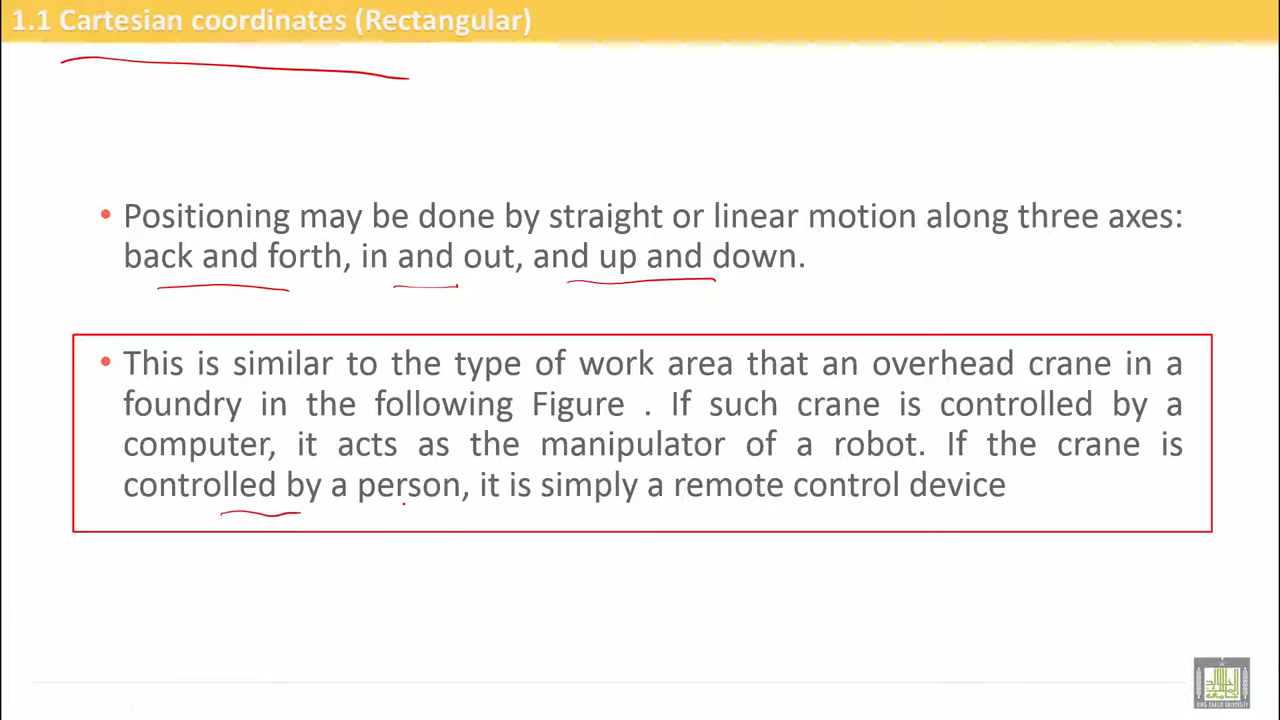 1.1 Cartesian coordinates (Rectangular)
• Positioning may be done by straight or linear motion along three axes:
back and forth, in and out, and up and down.
• This is similar to the type of work area that an overhead crane in a
foundry in the following Figure . If such crane is controlled by a
computer, it acts as the manipulator of a robot. If the crane is
controlled by a person, it is simply a remote control device
KING KHALID UNIVERSITY